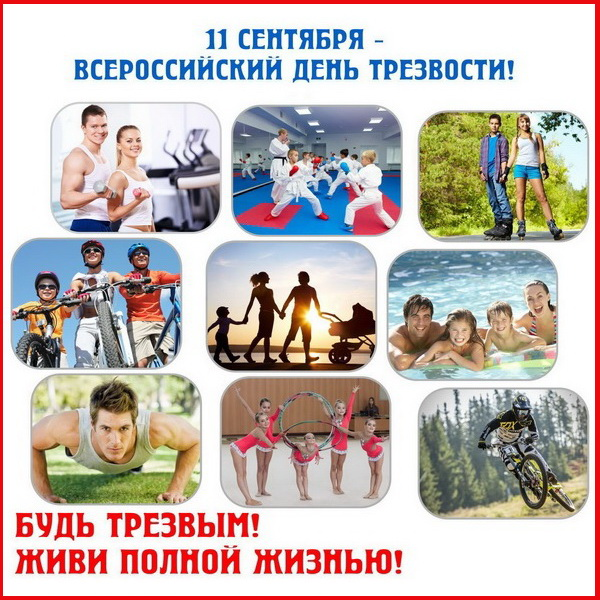 11 СЕНТЯБРЯ -
ВСЕРОССИЙСКИЙ ДЕНЬ ТРЕЗВОСТИ!
БУДЬ ТРЕЗВЫМ!
ЖИВИ ПОЛНОЙ ЖИЗНЬЮ!